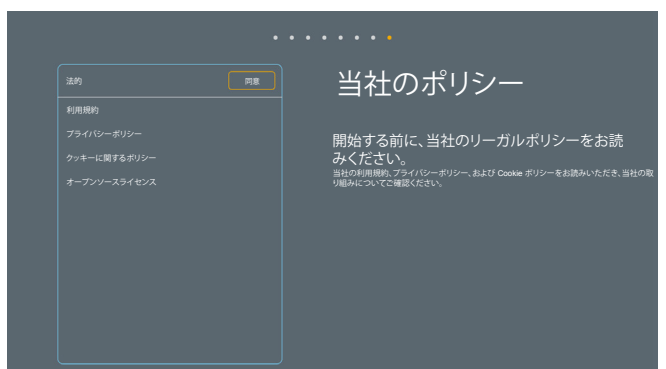 法的
同意
利用規約
プライバシーポリシー
クッキーに関するポリシー
オープンソースライセンス
当社のポリシー
開始する前に、当社のリーガルポリシーをお読
みください。
当社の利用規約、プライバシーポリシー、および Cookie ポリシーをお読みいただき、当社の取
り組みについてご確認ください。